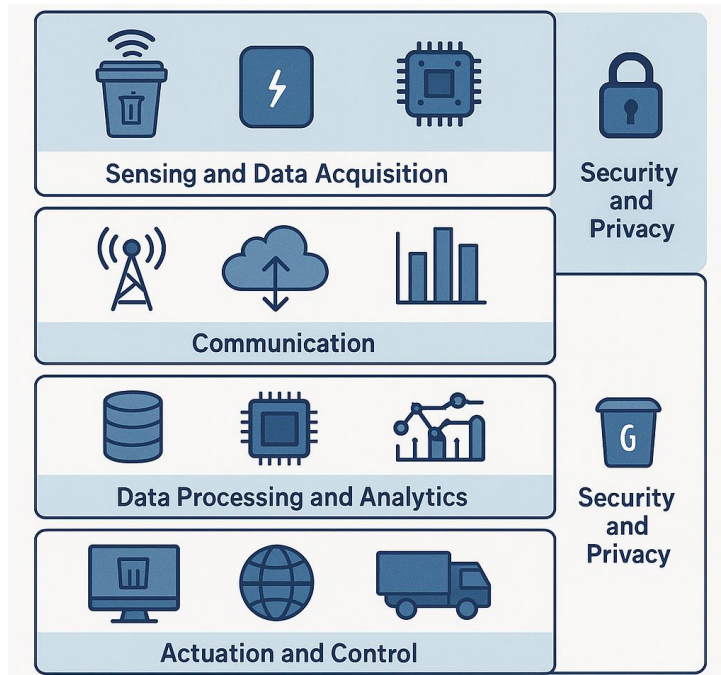 Sensing and Data Acquisition
Security
and
Privacy
Communication
Data Processing and Analytics
G
Security
and
Privacy
Actuation and Control